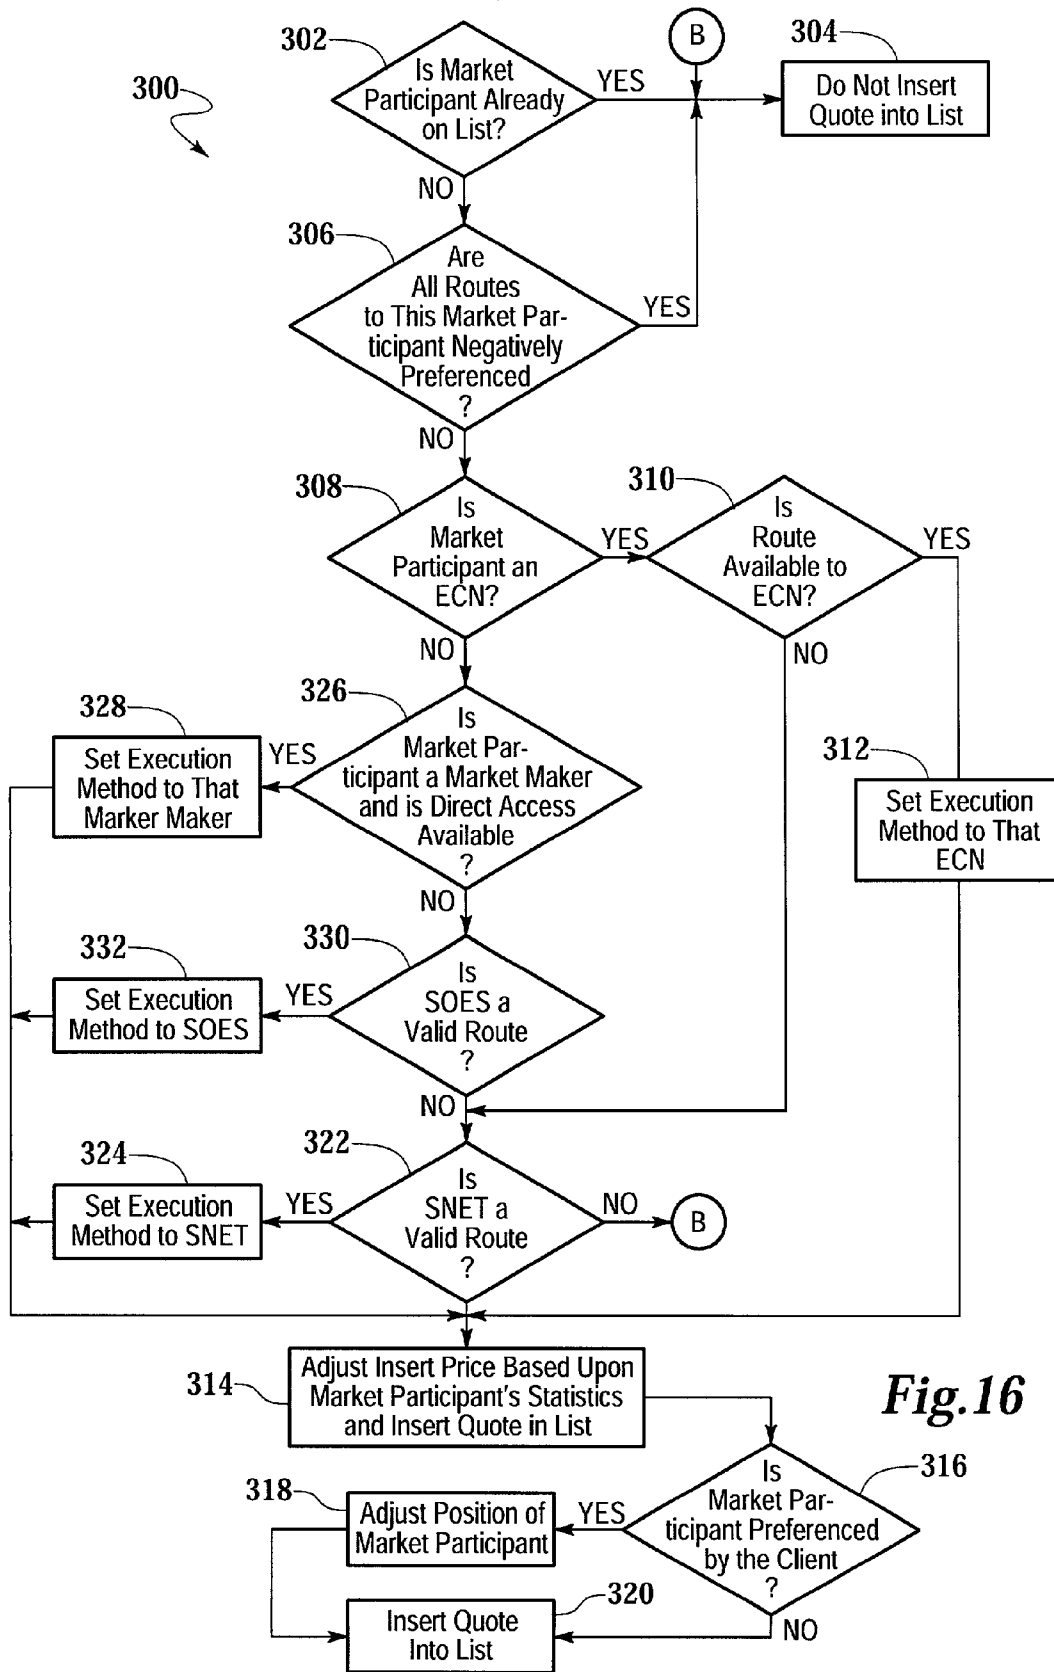 302
B
304
300
Is Market
Participant Already
on List?
YES
Do Not Insert
Quote into List
NO
306
Are
All Routes
to This Market Par-
ticipant Negatively
Preferenced
?
YES
NO
308
Is
Market
Participant an
ECN?
YES
310
Is
Route
Available to
ECN?
YES
NO
NO
326
Is
Market Par-
ticipant a Market Maker
and is Direct Access
Available
?
YES
328
Set Execution
Method to That
Marker Maker
312
Set Execution
Method to That
ECN
NO
330
Is
SOES a
Valid Route
?
YES
332
Set Execution
Method to SOES
NO
322
Is
SNET a
Valid Route
?
YES
324
Set Execution
Method to SNET
NO
B
314
Adjust Insert Price Based Upon
Market Participant's Statistics
and Insert Quote in List
Fig.16
316
Is
Market Par-
ticipant Preferenced
by the Client
?
YES
318
Adjust Position of
Market Participant
NO
320
Insert Quote
Into List